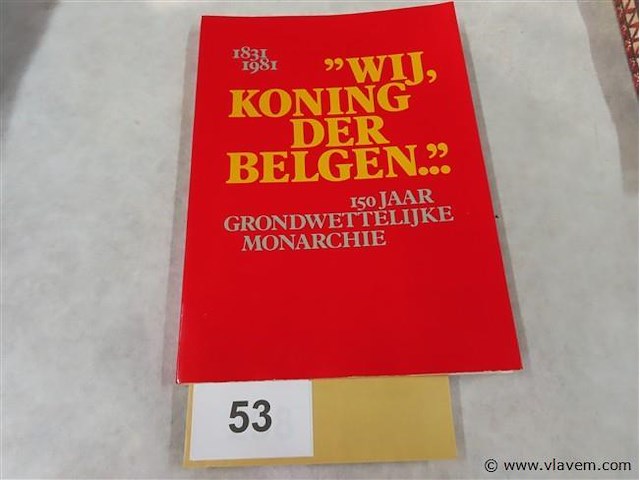 1831
1981
”WIJ,
KONING
DER
BELGEN...”
150 JAAR
GRONDWETTELIJKE
MONARCHIE
53
© www.vlavem.com